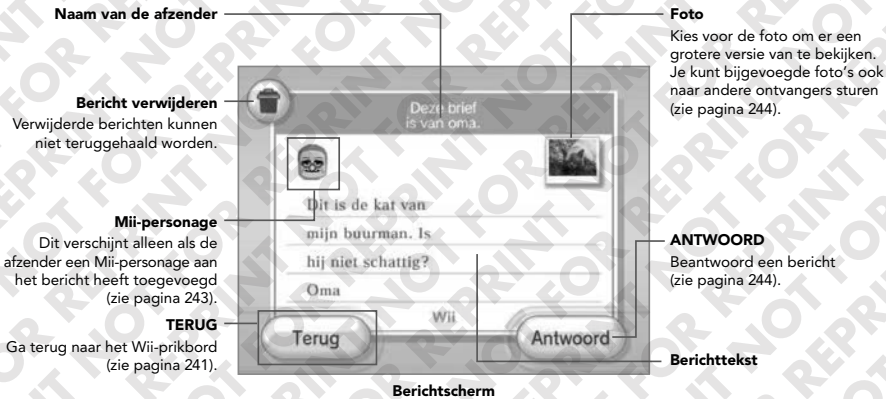 Naam van de afzender
Bericht verwijderen
Verwijderde berichten kunnen
niet teruggehaald worden.
Mii-personage
Dit verschijnt alleen als de
afzender een Mii-personage aan
het bericht heeft toegevoegd
(zie pagina 243).
TERUG
Ga terug naar het Wii-prikbord
(zie pagina 241).
Deze brief
is van oma.
Dit is de kat van
mijn buurman. Is
hij niet schattig?
Oma
Wii
Terug
Antwoord
Berichtscherm
Foto
Kies voor de foto om er een
grotere versie van te bekijken.
Je kunt bijgevoegde foto's ook
naar andere ontvangers sturen
(zie pagina 244).
ANTWOORD
Beantwoord een bericht
(zie pagina 244).
Berichttekst
NOT FOR REPRINT